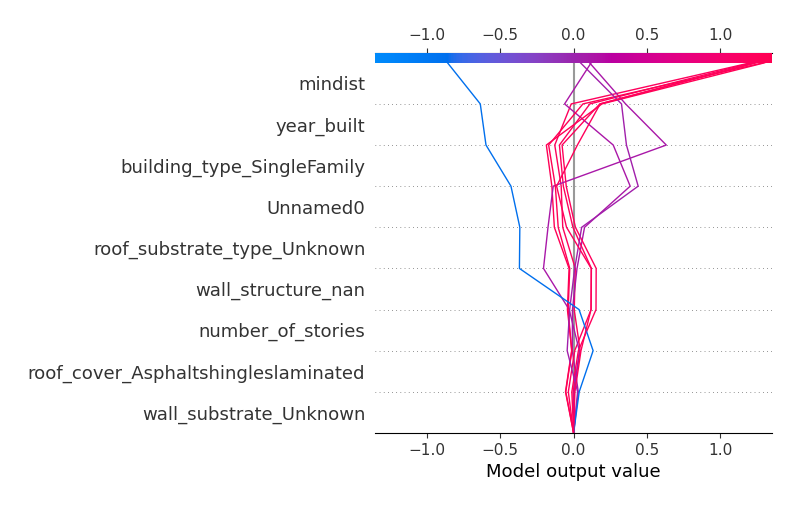 −1.0 −0.5 0.0 0.5 1.0
mindist
year_built
building_type_SingleFamily
Unnamed0
roof_substrate_type_Unknown
wall_structure_nan
number_of_stories
roof_cover_Asphaltshingleslaminated
wall_substrate_Unknown
−1.0 −0.5 0.0 0.5 1.0
Model output value